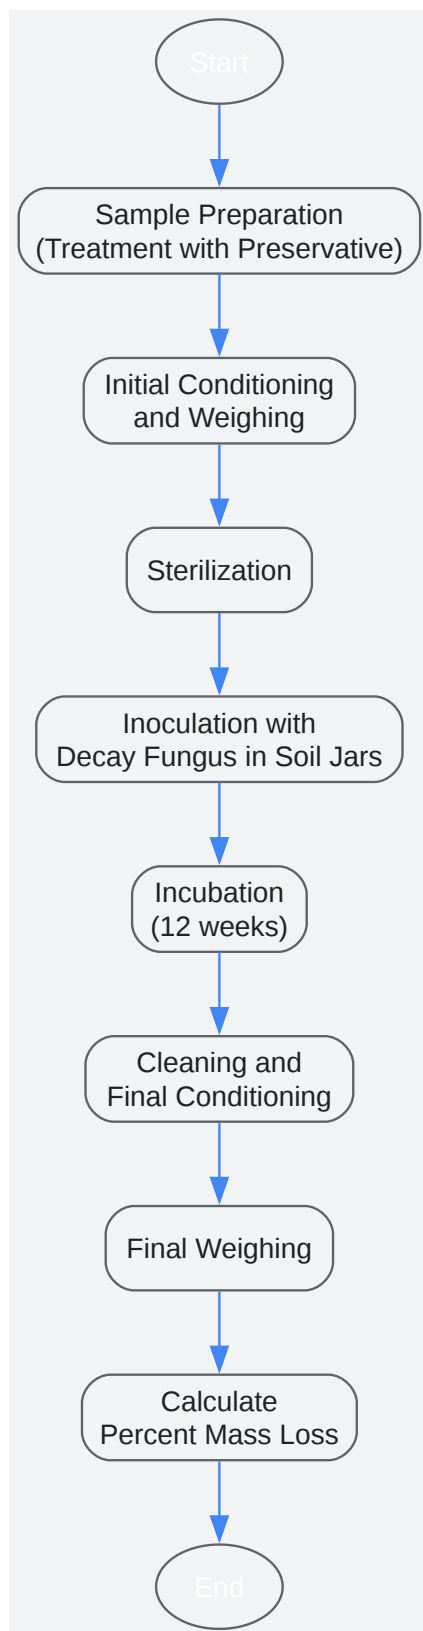 Start
Sample Preparation
(Treatment with Preservative)
Initial Conditioning
and Weighing
Sterilization
Inoculation with
Decay Fungus in Soil Jars
Incubation
(12 weeks)
Cleaning and
Final Conditioning
Final Weighing
Calculate
Percent Mass Loss
End